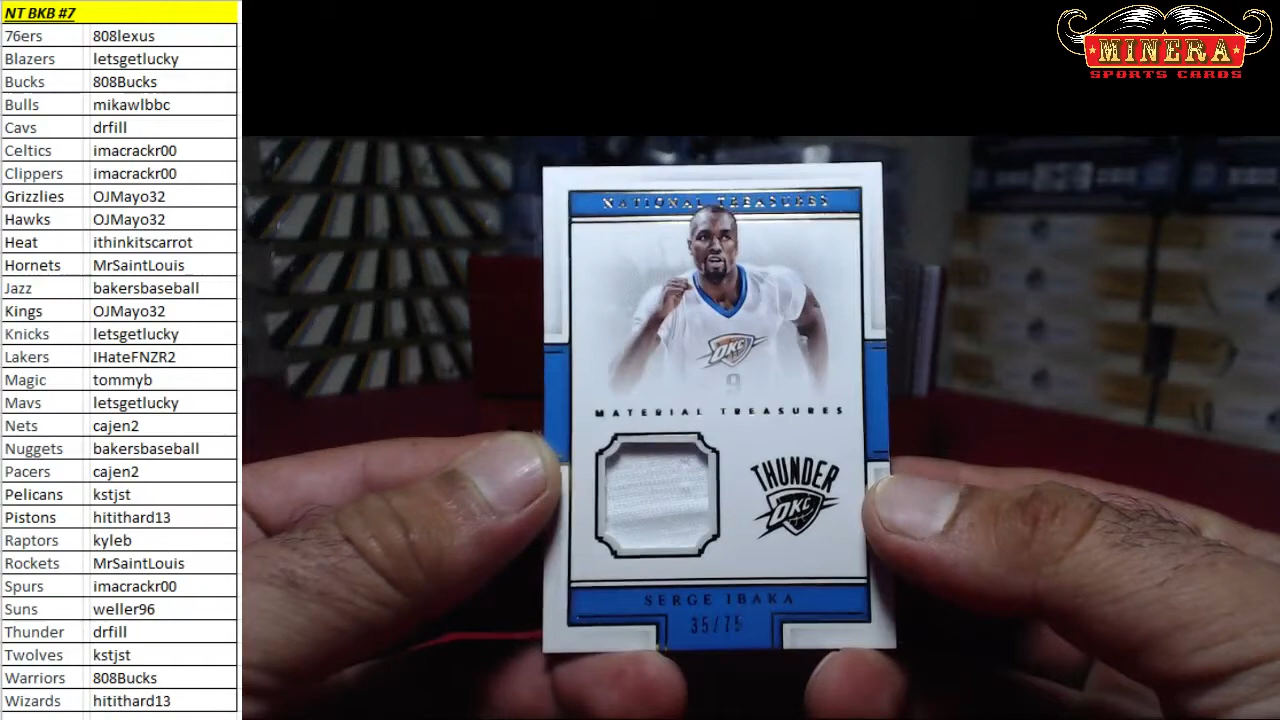 NT BKB #7
76ers 808lexus
Blazers letsgetlucky
Bucks 808Bucks
Bulls mikawlbbc
Cavs drfill
Celtics imacrackr00
Clippers imacrackr00
Grizzlies OJMayo32
Hawks OJMayo32
Heat ithinkitscarrot
Hornets MrSaintLouis
Jazz bakersbaseball
Kings OJMayo32
Knicks letsgetlucky
Lakers IHateFNZR2
Magic tommyb
Mavs letsgetlucky
Nets cajen2
Nuggets bakersbaseball
Pacers cajen2
Pelicans kstjst
Pistons hitithard13
Raptors kyleb
Rockets MrSaintLouis
Spurs imacrackr00
Suns weller96
Thunder drfill
Twolves kstjst
Warriors 808Bucks
Wizards hitithard13
MINERA
SPORTS CARDS
NATIONAL TREASURES
OKC
9
MATERIAL TREASURES
THUNDER
OKC
SERGE IBAKA
35/75